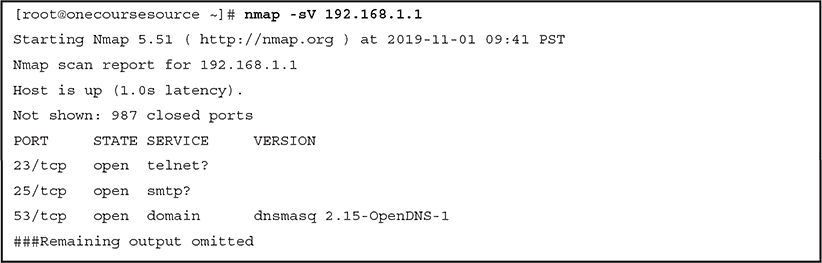 [root@onecoursesource ~]# nmap -sV 192.168.1.1
Starting Nmap 5.51 ( http://nmap.org ) at 2019-11-01 09:41 PST
Nmap scan report for 192.168.1.1
Host is up (1.0s latency).
Not shown: 987 closed ports
PORT     STATE SERVICE     VERSION
23/tcp   open  telnet?
25/tcp   open  smtp?
53/tcp   open  domain      dnsmasq 2.15-OpenDNS-1
###Remaining output omitted